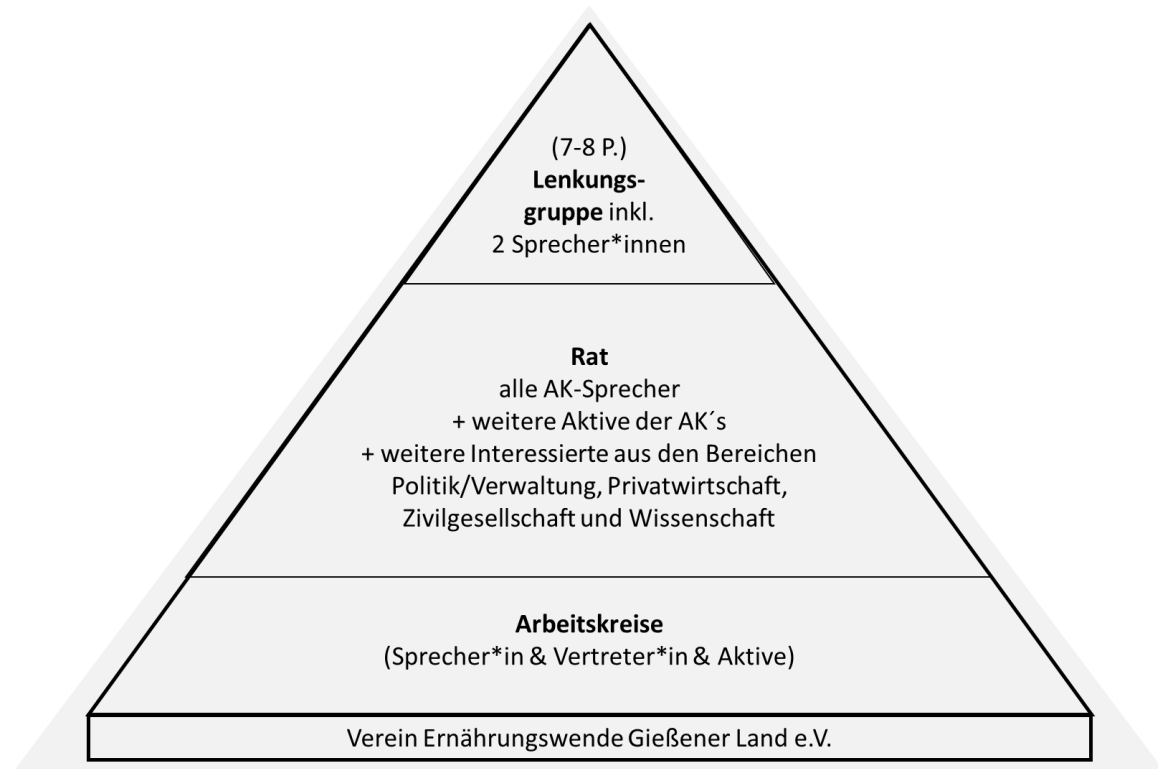 (7-8 P.)
Lenkungs-
gruppe inkl.
2 Sprecher*innen
Rat
alle AK-Sprecher
+ weitere Aktive der AK´s
+ weitere Interessierte aus den Bereichen
Politik/Verwaltung, Privatwirtschaft,
Zivilgesellschaft und Wissenschaft
Arbeitskreise
(Sprecher*in & Vertreter*in & Aktive)
Verein Ernährungswende Gießener Land e.V.